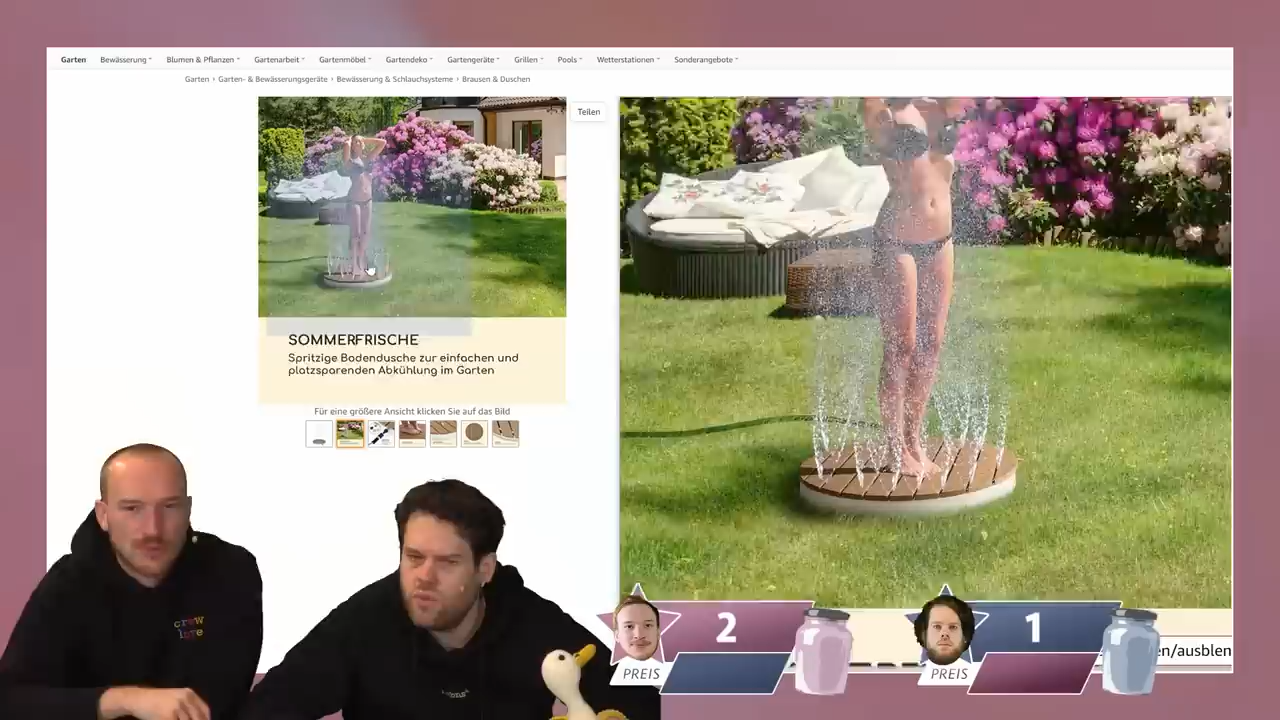 Garten Bewässerung Blumen & Pflanzen Gartenarbeit Gartenmöbel Gartendeko Gartengeräte Grillen Pools Wetterstationen Sonderangebote
Garten › Garten- & Bewässerungsgeräte › Bewässerung & Schlauchsysteme › Brausen & Duschen
Teilen
SOMMERFRISCHE
Spritzige Bodendusche zur einfachen und
platzsparenden Abkühlung im Garten
Für eine größere Ansicht klicken Sie auf das Bild
crew
love
2
PREIS
1
PREIS
en/ausblen